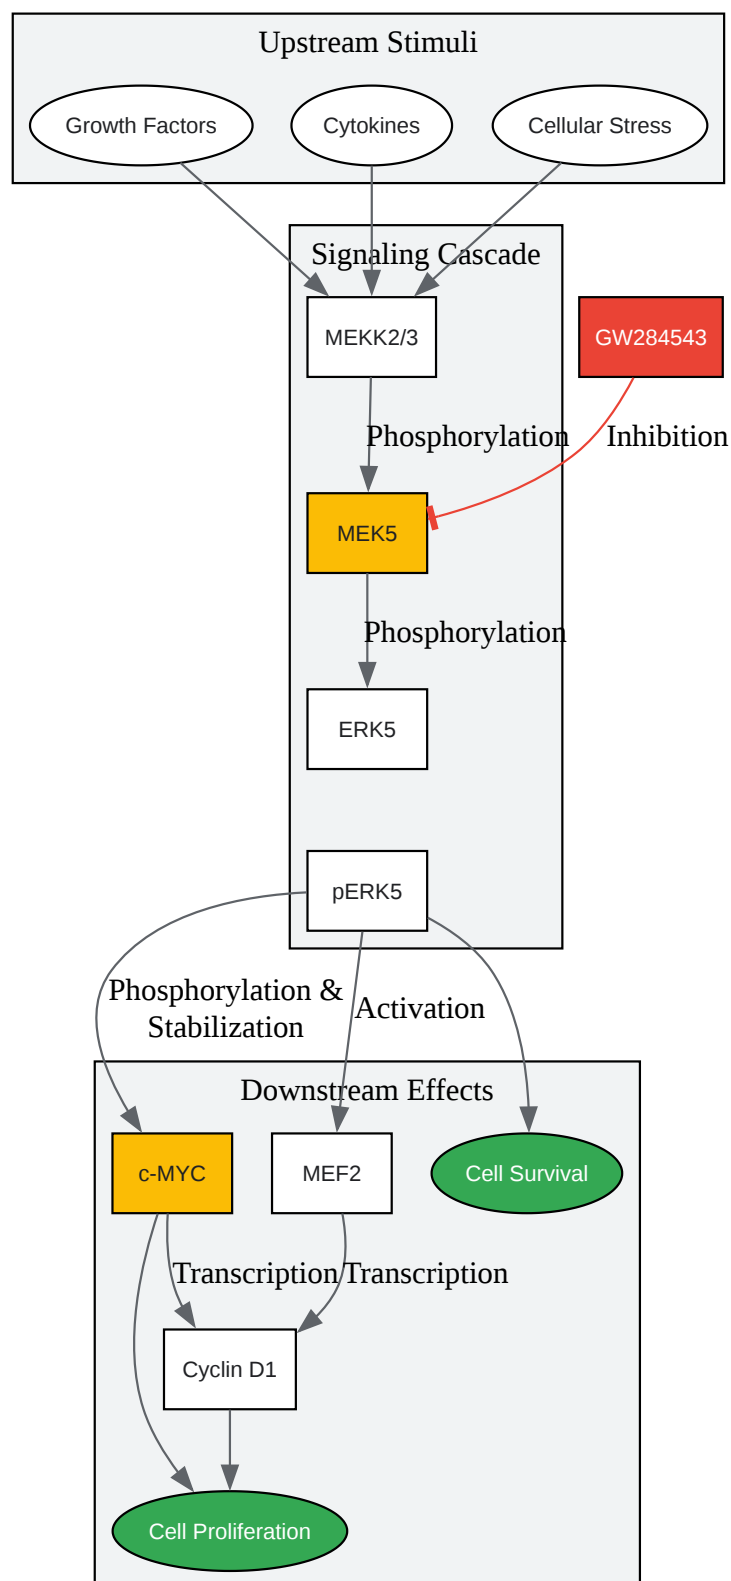 Upstream Stimuli
Growth Factors
Cytokines
Cellular Stress
Signaling Cascade
MEKK2/3
GW284543
Phosphorylation
Inhibition
MEK5
Phosphorylation
ERK5
pERK5
Phosphorylation &
Stabilization
Activation
Downstream Effects
c-MYC
MEF2
Cell Survival
Transcription
Transcription
Cyclin D1
Cell Proliferation